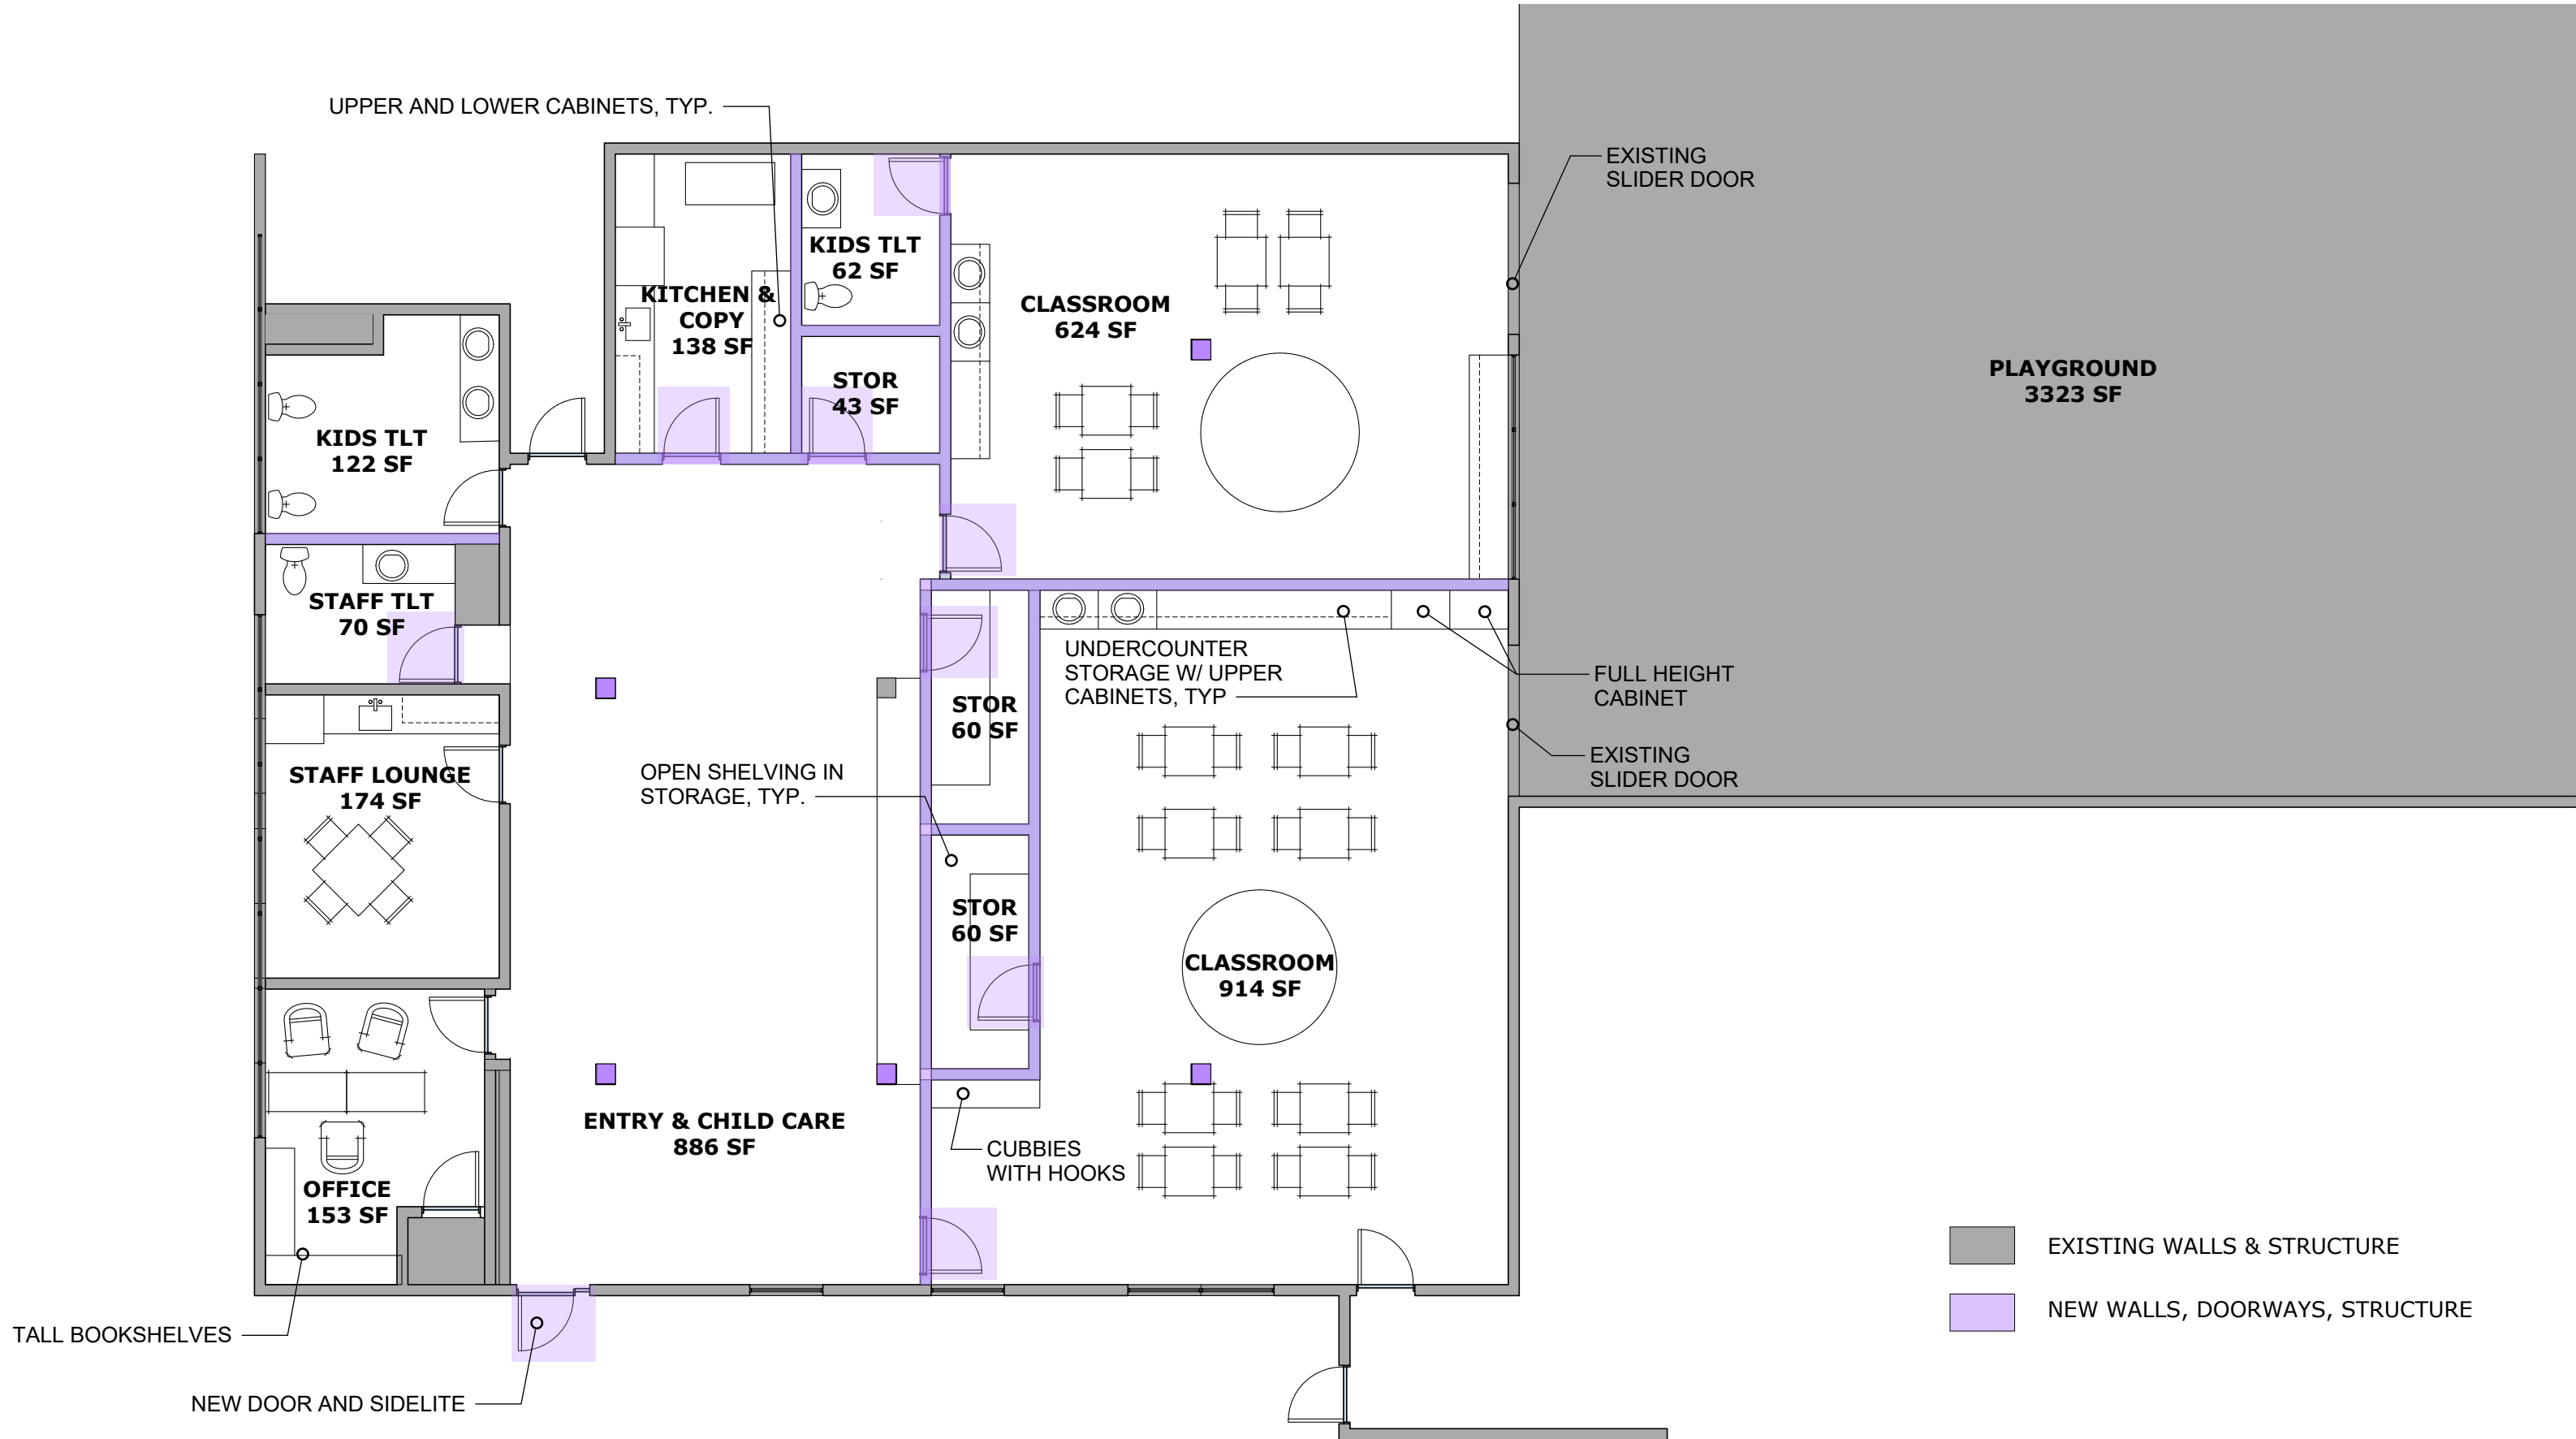 UPPER AND LOWER CABINETS, TYP.
EXISTING
SLIDER DOOR
KIDS TLT
62 SF
KITCHEN &
COPY
138 SF
CLASSROOM
624 SF
STOR
43 SF
PLAYGROUND
3323 SF
KIDS TLT
122 SF
STAFF TLT
70 SF
UNDERCOUNTER
STORAGE W/ UPPER
CABINETS, TYP
FULL HEIGHT
CABINET
STOR
60 SF
EXISTING
SLIDER DOOR
STAFF LOUNGE
174 SF
OPEN SHELVING IN
STORAGE, TYP.
STOR
60 SF
CLASSROOM
914 SF
ENTRY & CHILD CARE
886 SF
CUBBIES
WITH HOOKS
OFFICE
153 SF
EXISTING WALLS & STRUCTURE
NEW WALLS, DOORWAYS, STRUCTURE
TALL BOOKSHELVES
NEW DOOR AND SIDELITE